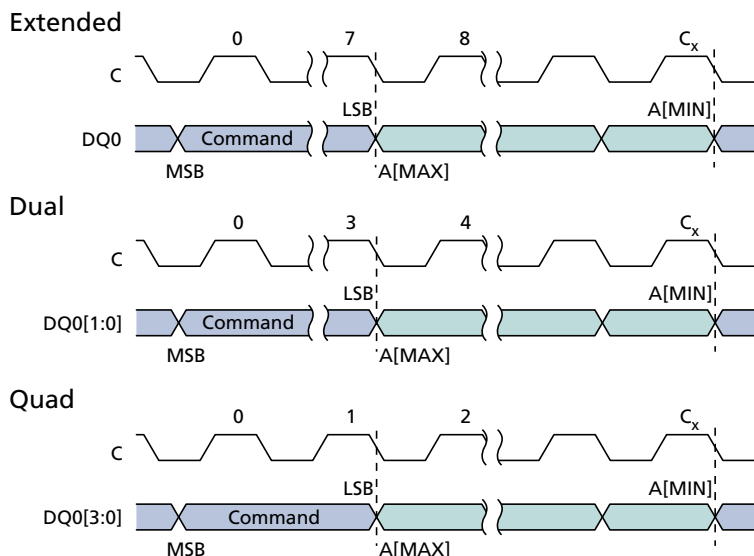 Extended
0 7 8 Cx
C
LSB A[MIN]
DQ0 Command
MSB A[MAX]
Dual
0 3 4 Cx
C
LSB A[MIN]
DQ0[1:0] Command
MSB A[MAX]
Quad
0 1 2 Cx
C
LSB A[MIN]
DQ0[3:0] Command
MSB A[MAX]